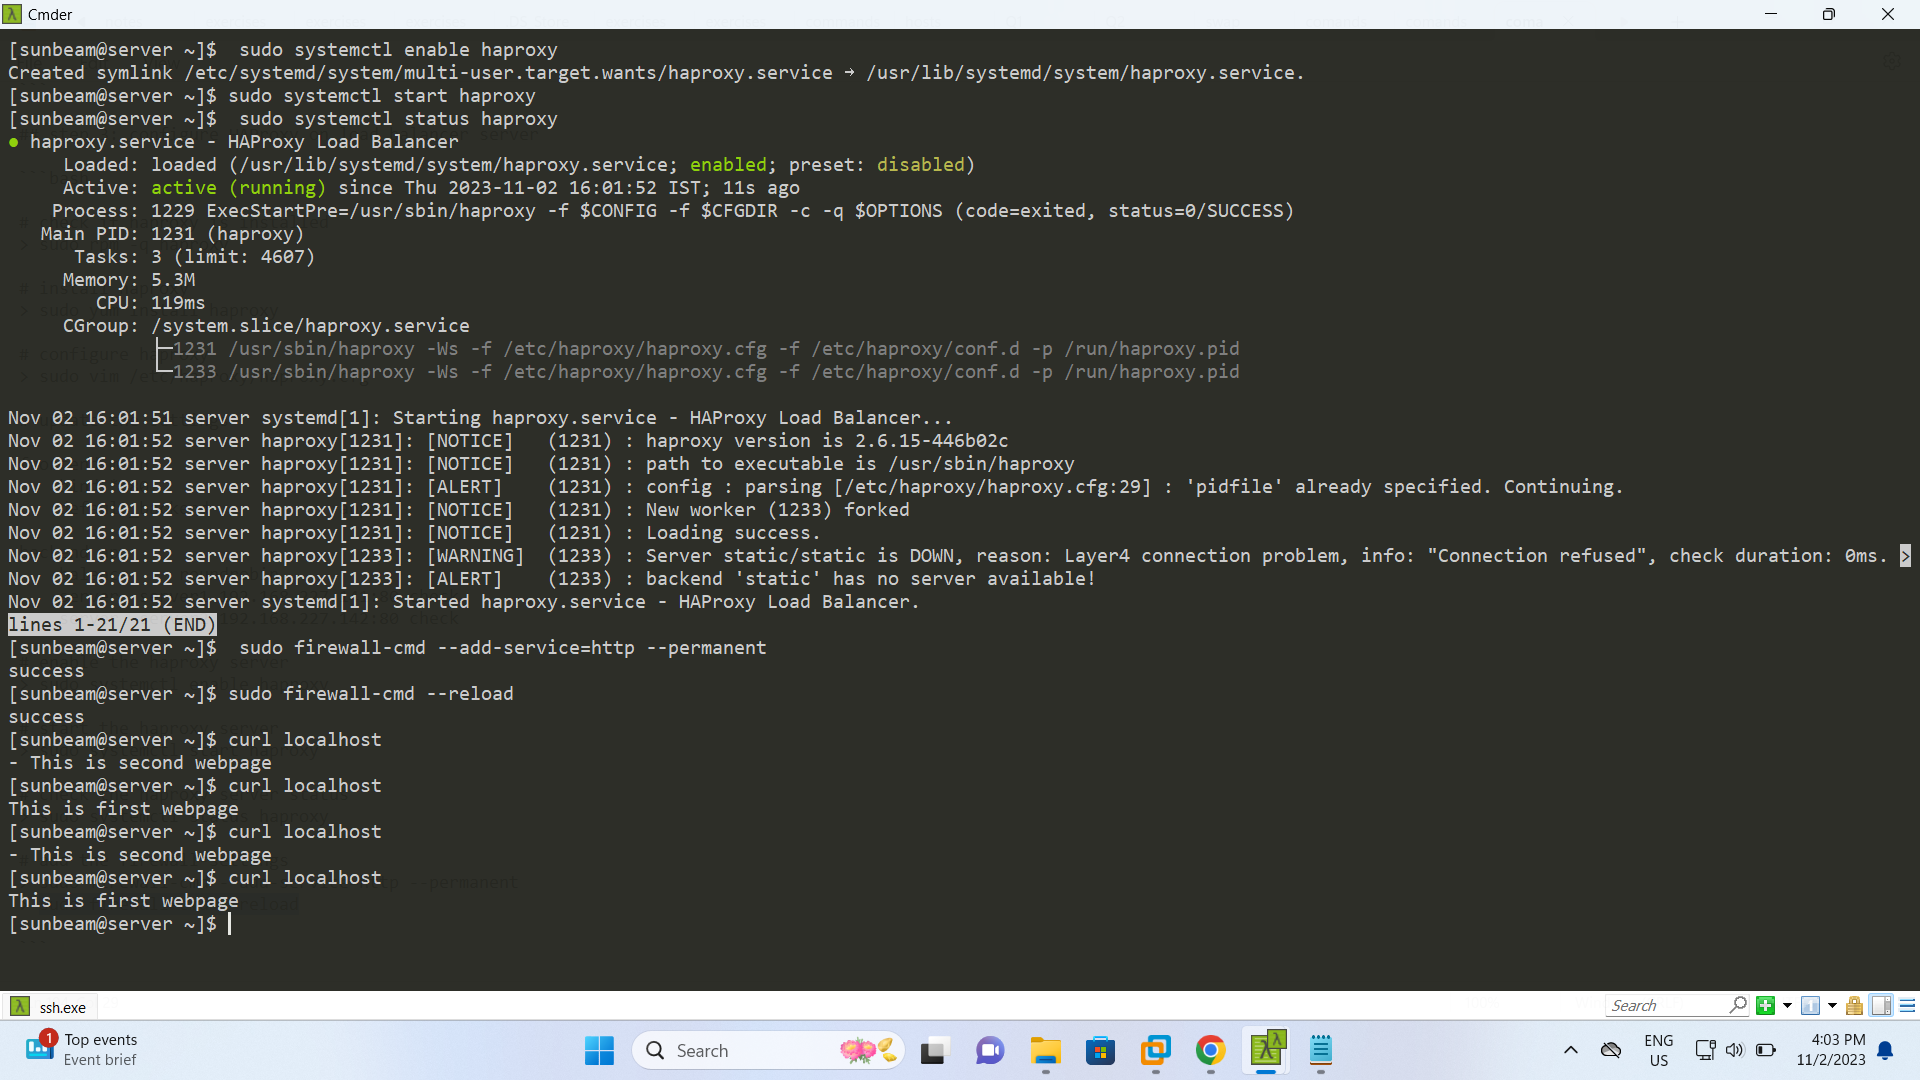 Cmder
[sunbeam@server ~]$  sudo systemctl enable haproxy
Created symlink /etc/systemd/system/multi-user.target.wants/haproxy.service → /usr/lib/systemd/system/haproxy.service.
[sunbeam@server ~]$ sudo systemctl start haproxy
[sunbeam@server ~]$  sudo systemctl status haproxy
● haproxy.service - HAProxy Load Balancer
     Loaded: loaded (/usr/lib/systemd/system/haproxy.service; enabled; preset: disabled)
     Active: active (running) since Thu 2023-11-02 16:01:52 IST; 11s ago
    Process: 1229 ExecStartPre=/usr/sbin/haproxy -f $CONFIG -f $CFGDIR -c -q $OPTIONS (code=exited, status=0/SUCCESS)
   Main PID: 1231 (haproxy)
      Tasks: 3 (limit: 4607)
     Memory: 5.3M
        CPU: 119ms
     CGroup: /system.slice/haproxy.service
             ├─1231 /usr/sbin/haproxy -Ws -f /etc/haproxy/haproxy.cfg -f /etc/haproxy/conf.d -p /run/haproxy.pid
             └─1233 /usr/sbin/haproxy -Ws -f /etc/haproxy/haproxy.cfg -f /etc/haproxy/conf.d -p /run/haproxy.pid
Nov 02 16:01:51 server systemd[1]: Starting haproxy.service - HAProxy Load Balancer...
Nov 02 16:01:52 server haproxy[1231]: [NOTICE]   (1231) : haproxy version is 2.6.15-446b02c
Nov 02 16:01:52 server haproxy[1231]: [NOTICE]   (1231) : path to executable is /usr/sbin/haproxy
Nov 02 16:01:52 server haproxy[1231]: [ALERT]    (1231) : config : parsing [/etc/haproxy/haproxy.cfg:29] : 'pidfile' already specified. Continuing.
Nov 02 16:01:52 server haproxy[1231]: [NOTICE]   (1231) : New worker (1233) forked
Nov 02 16:01:52 server haproxy[1231]: [NOTICE]   (1231) : Loading success.
Nov 02 16:01:52 server haproxy[1233]: [WARNING]  (1233) : Server static/static is DOWN, reason: Layer4 connection problem, info: "Connection refused", check duration: 0ms. >
Nov 02 16:01:52 server haproxy[1233]: [ALERT]    (1233) : backend 'static' has no server available!
Nov 02 16:01:52 server systemd[1]: Started haproxy.service - HAProxy Load Balancer.
lines 1-21/21 (END)
[sunbeam@server ~]$  sudo firewall-cmd --add-service=http --permanent
success
[sunbeam@server ~]$ sudo firewall-cmd --reload
success
[sunbeam@server ~]$ curl localhost
- This is second webpage
[sunbeam@server ~]$ curl localhost
This is first webpage
[sunbeam@server ~]$ curl localhost
- This is second webpage
[sunbeam@server ~]$ curl localhost
This is first webpage
[sunbeam@server ~]$
ssh.exe
Search
1
Top events
Event brief
Search
ENG
US
4:03 PM
11/2/2023